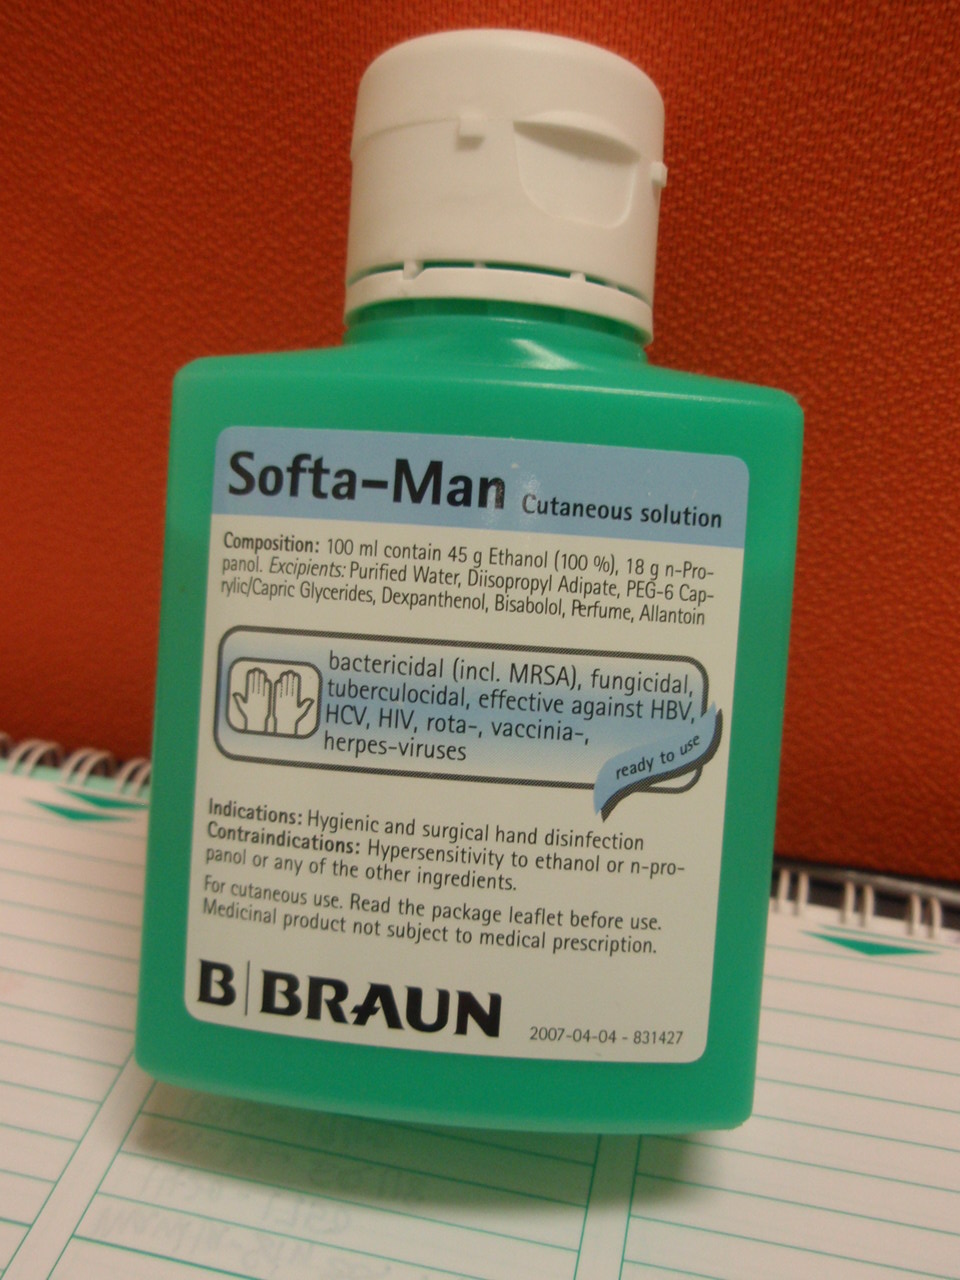 Softa-Man Cutaneous solution
Composition: 100 ml contain 45 g Ethanol (100 %), 18 g n-Pro-
panol. Excipients: Purified Water, Diisopropyl Adipate, PEG-6 Cap-
rylic/Capric Glycerides, Dexpanthenol, Bisabolol, Perfume, Allantoin
bactericidal (incl. MRSA), fungicidal,
tuberculocidal, effective against HBV,
HCV, HIV, rota-, vaccinia-,
herpes-viruses
ready to use
Indications: Hygienic and surgical hand disinfection
Contraindications: Hypersensitivity to ethanol or n-pro-
panol or any of the other ingredients.
For cutaneous use. Read the package leaflet before use.
Medicinal product not subject to medical prescription.
B|BRAUN
2007-04-04 - 831427